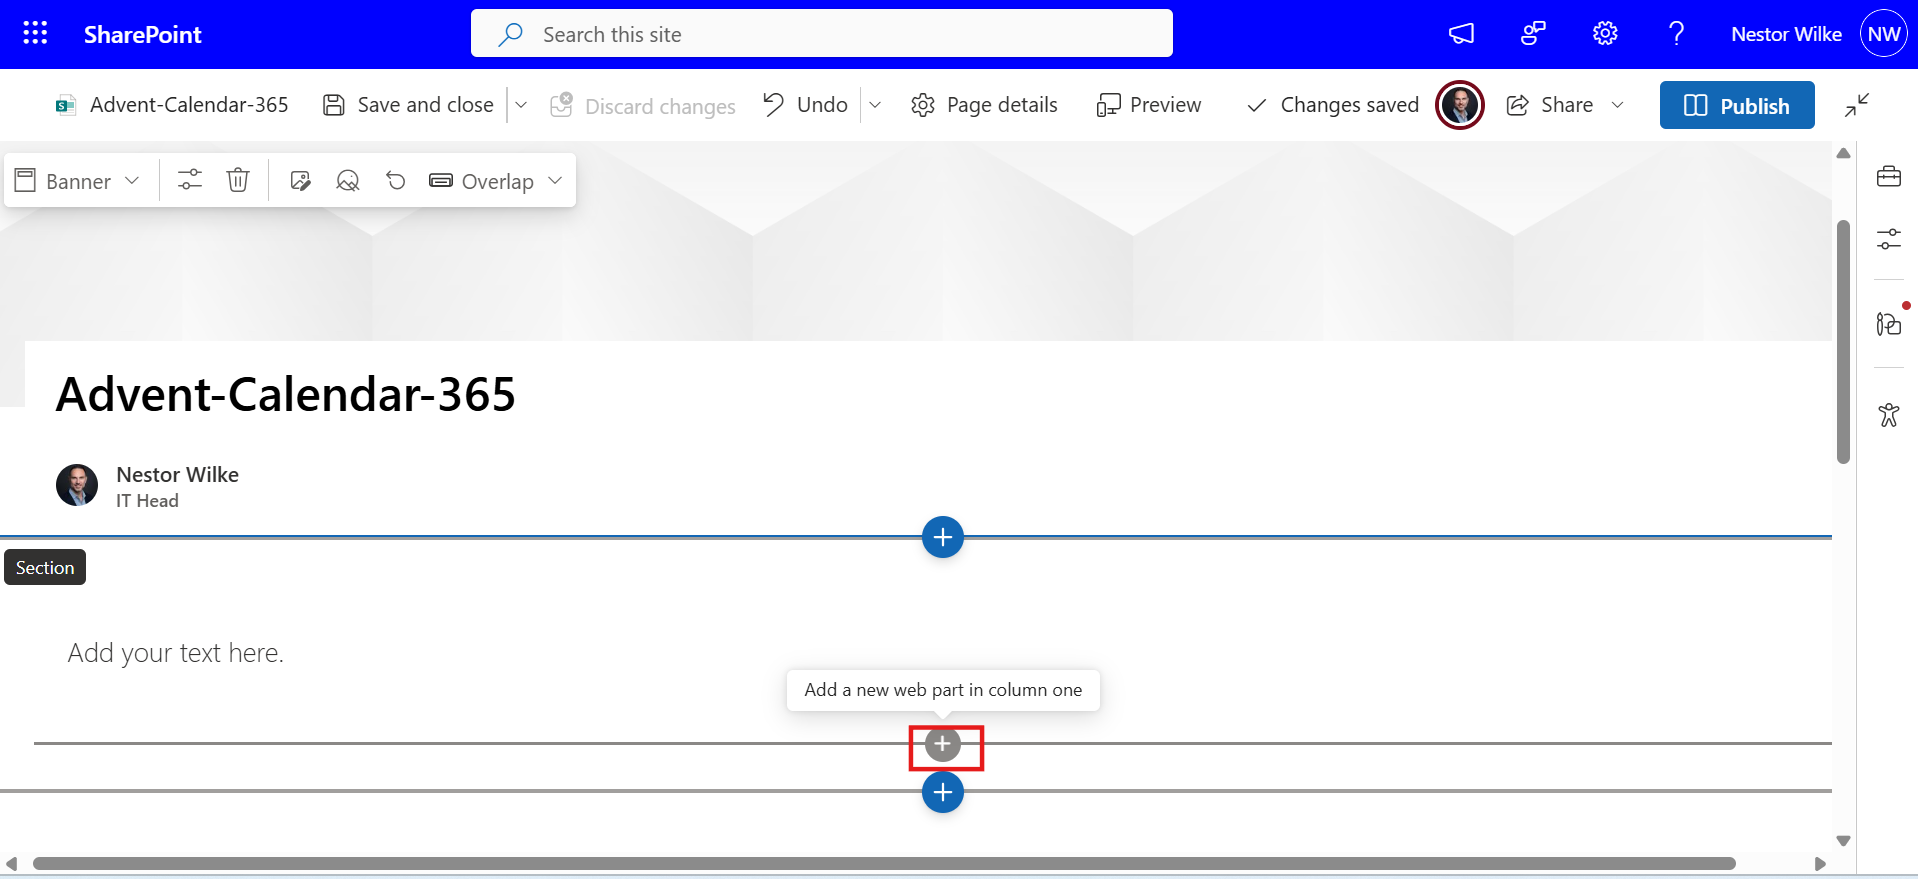 SharePoint
Search this site
Nestor Wilke
NW
Advent-Calendar-365
Save and close
Discard changes
Undo
Page details
Preview
Changes saved
Share
Publish
Banner
Overlap
Advent-Calendar-365
Nestor Wilke
IT Head
Section
Add your text here.
Add a new web part in column one